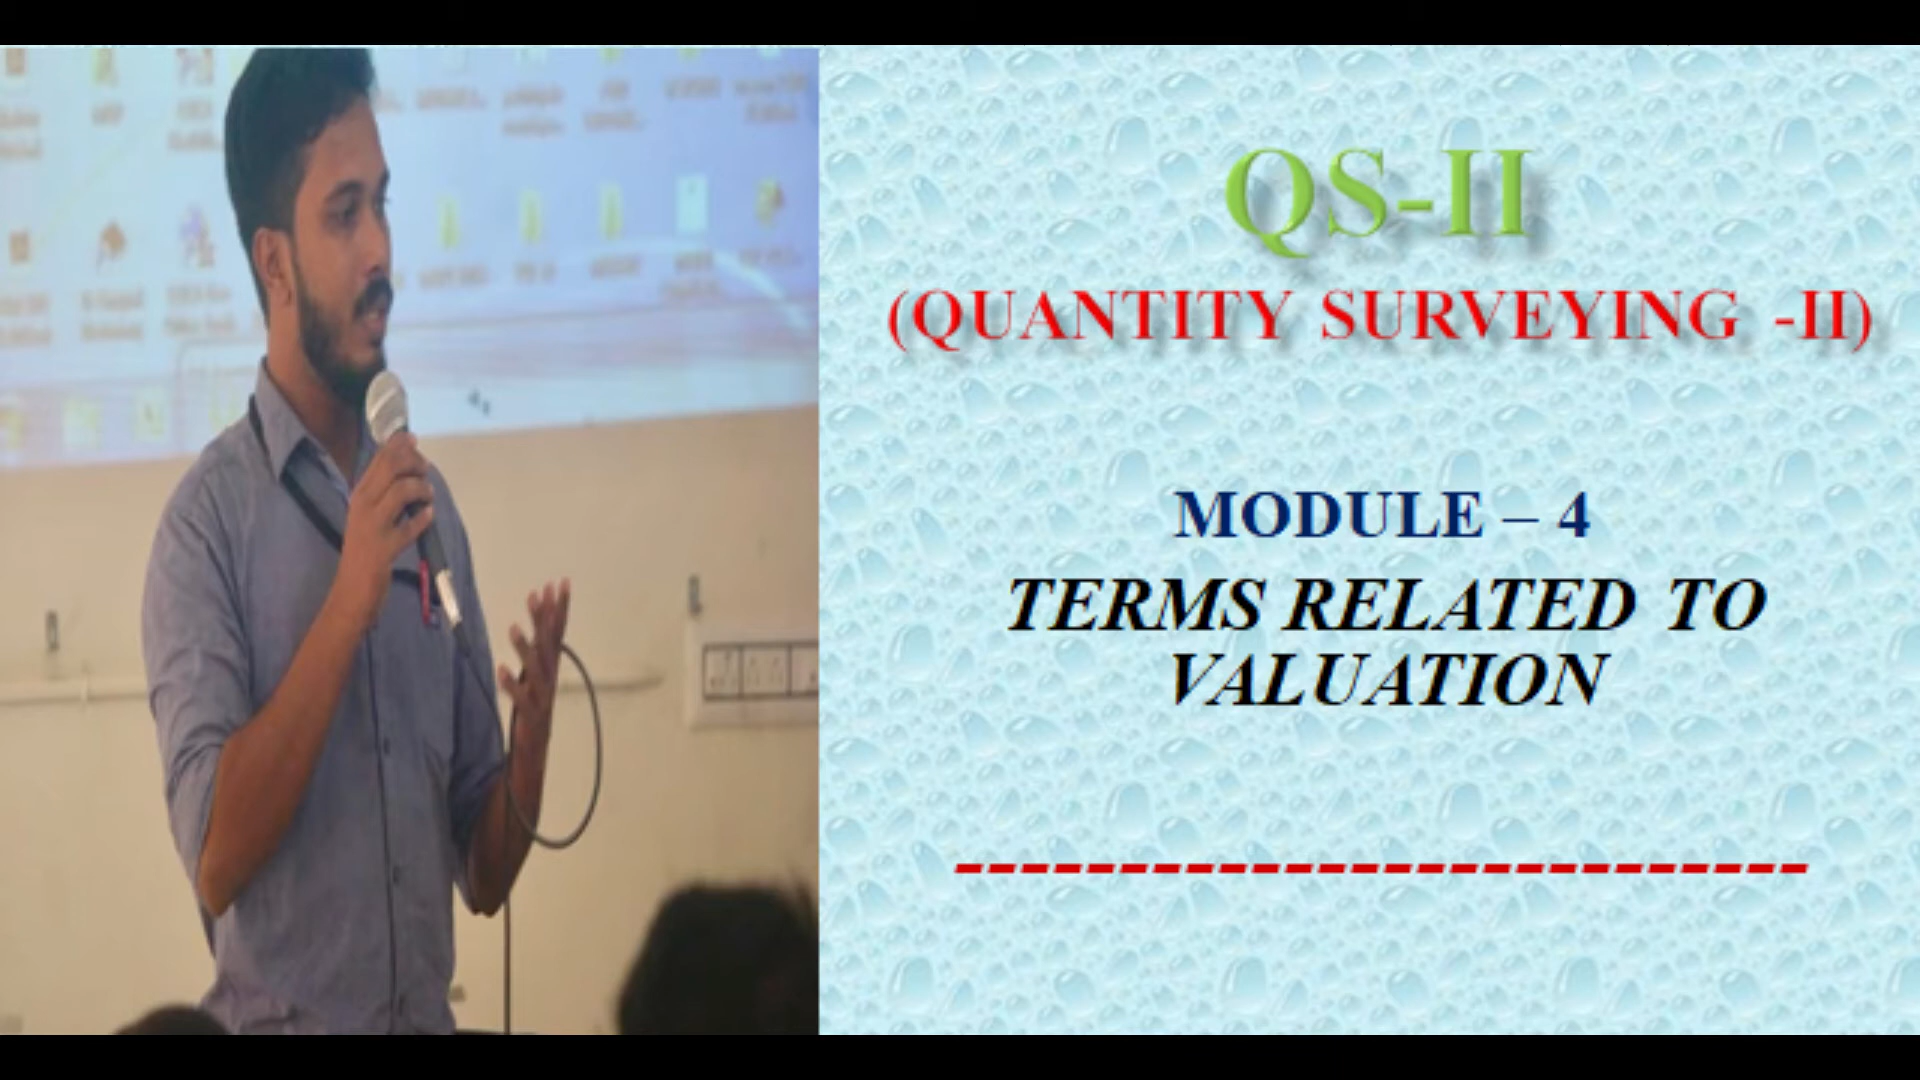 QS-II
(QUANTITY SURVEYING -II)
MODULE – 4
TERMS RELATED TO
VALUATION